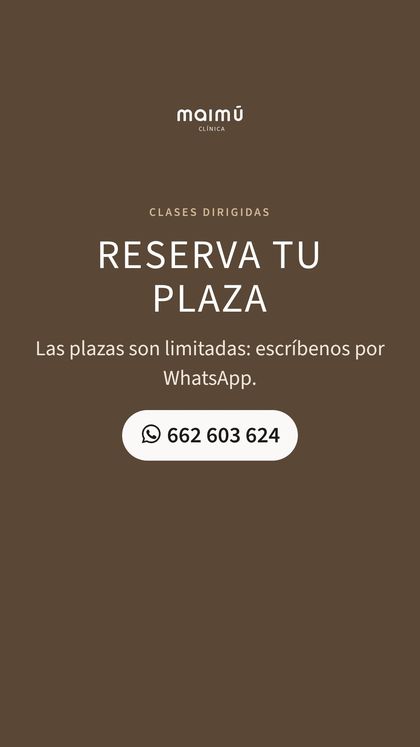 maimū
CLÍNICA
CLASES DIRIGIDAS
RESERVA TU
PLAZA
Las plazas son limitadas: escríbenos por
WhatsApp.
662 603 624